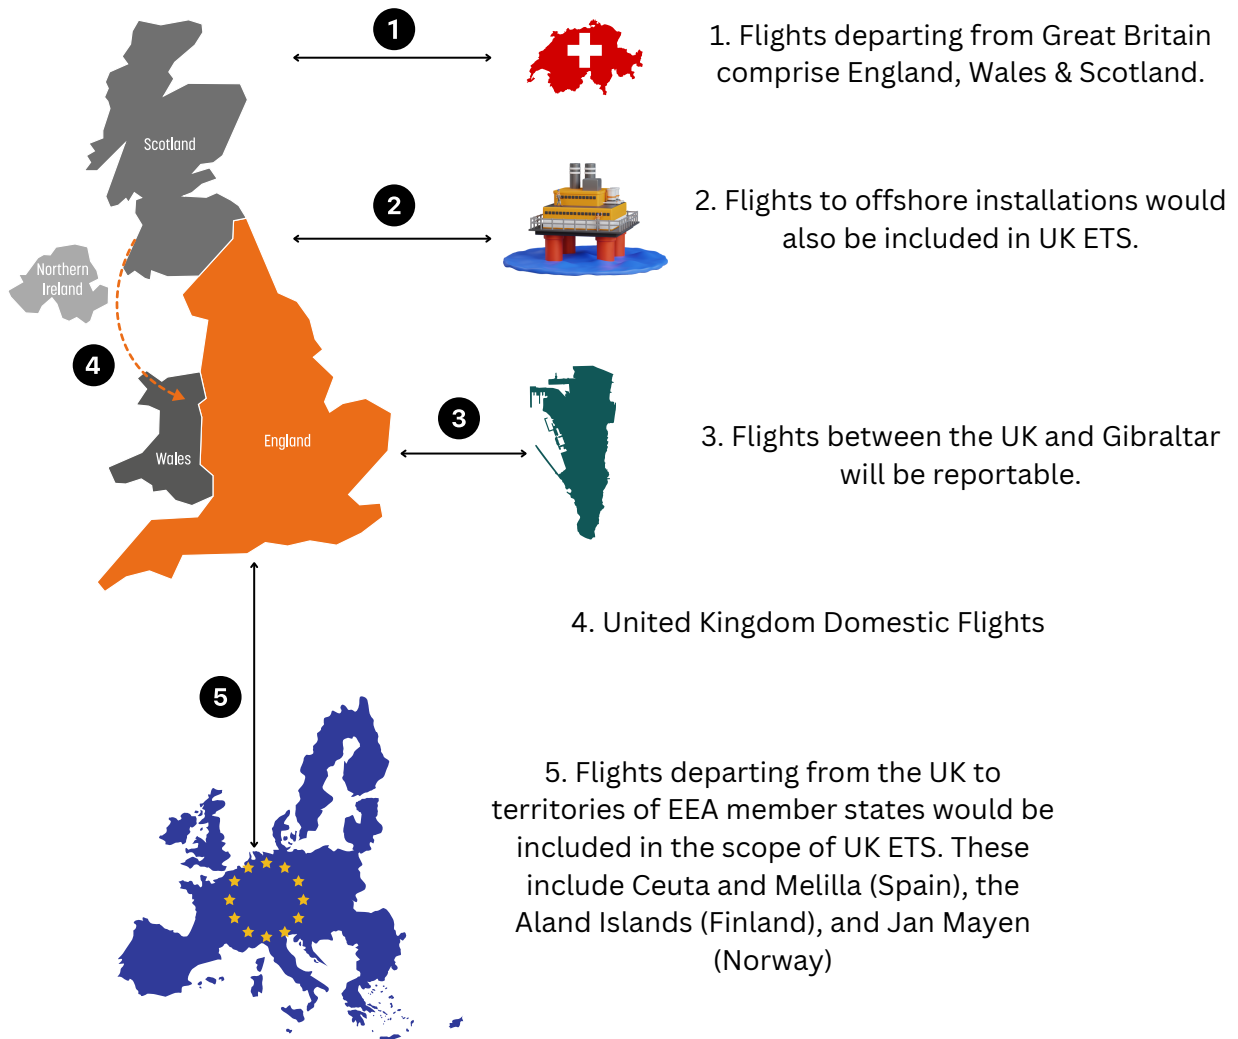 1
1. Flights departing from Great Britain
comprise England, Wales & Scotland.
Scotland
2
2. Flights to offshore installations would
also be included in UK ETS.
Northern
Ireland
4
3
England
Wales
3. Flights between the UK and Gibraltar
will be reportable.
4. United Kingdom Domestic Flights
5
5. Flights departing from the UK to
territories of EEA member states would be
included in the scope of UK ETS. These
include Ceuta and Melilla (Spain), the
Aland Islands (Finland), and Jan Mayen
(Norway)